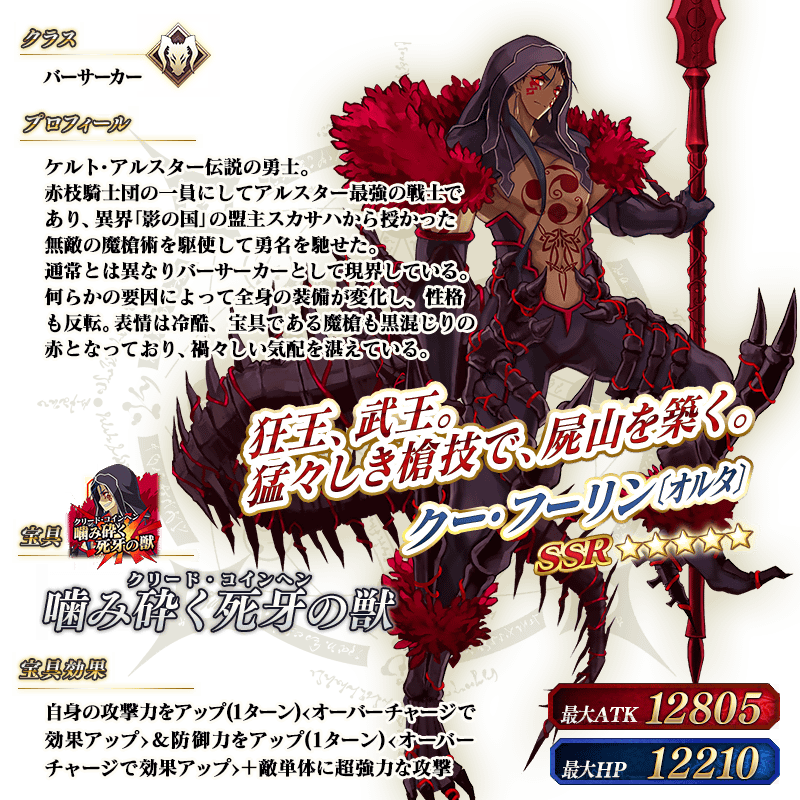 クラス
バーサーカー
プロフィール
ケルト・アルスター伝説の勇士。
赤枝騎士団の一員にしてアルスター最強の戦士で
あり、異界「影の国」の盟主スカサハから授かった
無敵の魔槍術を駆使して勇名を馳せた。
通常とは異なりバーサーカーとして現界している。
何らかの要因によって全身の装備が変化し、性格
も反転。表情は冷酷、宝具である魔槍も黒混じりの
赤となっており、禍々しい気配を湛えている。
狂王、武王。
猛々しき槍技で、屍山を築く。
クー・フーリン〔オルタ〕
SSR ★★★★★
宝具
クリード・コインヘン
噛み砕く
死牙の獣
クリード・コインヘン
噛み砕く死牙の獣
宝具効果
自身の攻撃力をアップ(1ターン)<オーバーチャージで
効果アップ>&防御力をアップ(1ターン)<オーバー
チャージで効果アップ>+敵単体に超強力な攻撃
最大ATK 12805
最大HP 12210